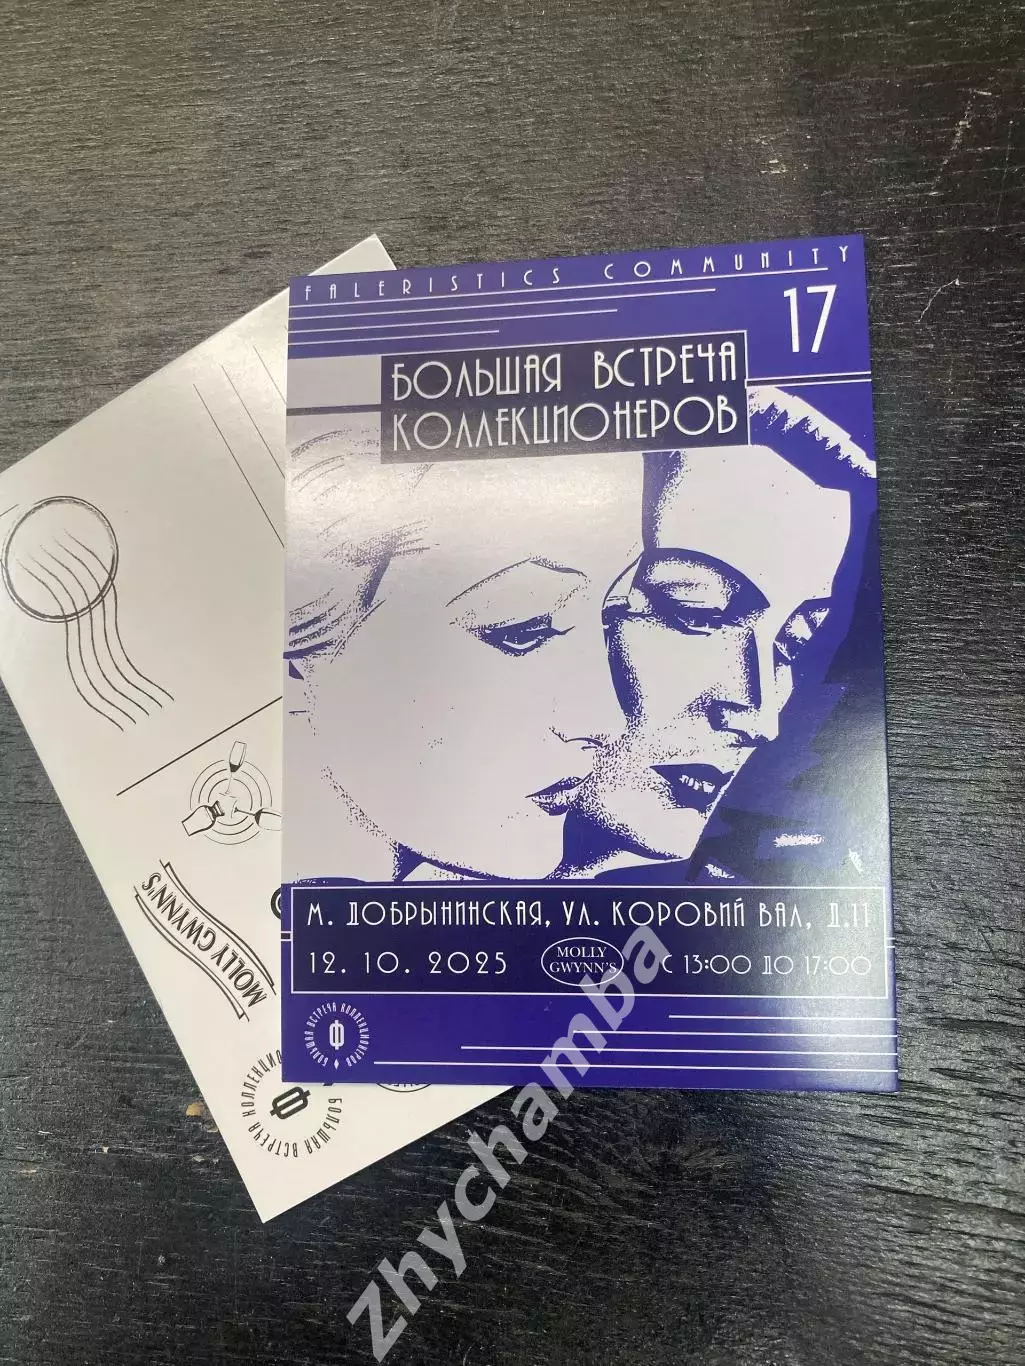 FALERISTICS COMMUNITY
17
БОЛЬШАЯ ВСТРЕЧА
КОЛЛЕКЦИОНЕРОВ
М. ДОБРЫНИНСКАЯ, УЛ. КОРОВИЙ ВАЛ, Д.11
12. 10. 2025
MOLLY
GWYNN'S
С 13:00 ДО 17:00
БОЛЬШАЯ ВСТРЕЧА КОЛЛЕКЦИОНЕРОВ
Ф
MOLLY GWYNN'S
БОЛЬШАЯ ВСТРЕЧА КОЛЛЕКЦИО
Ф
Zhychamba